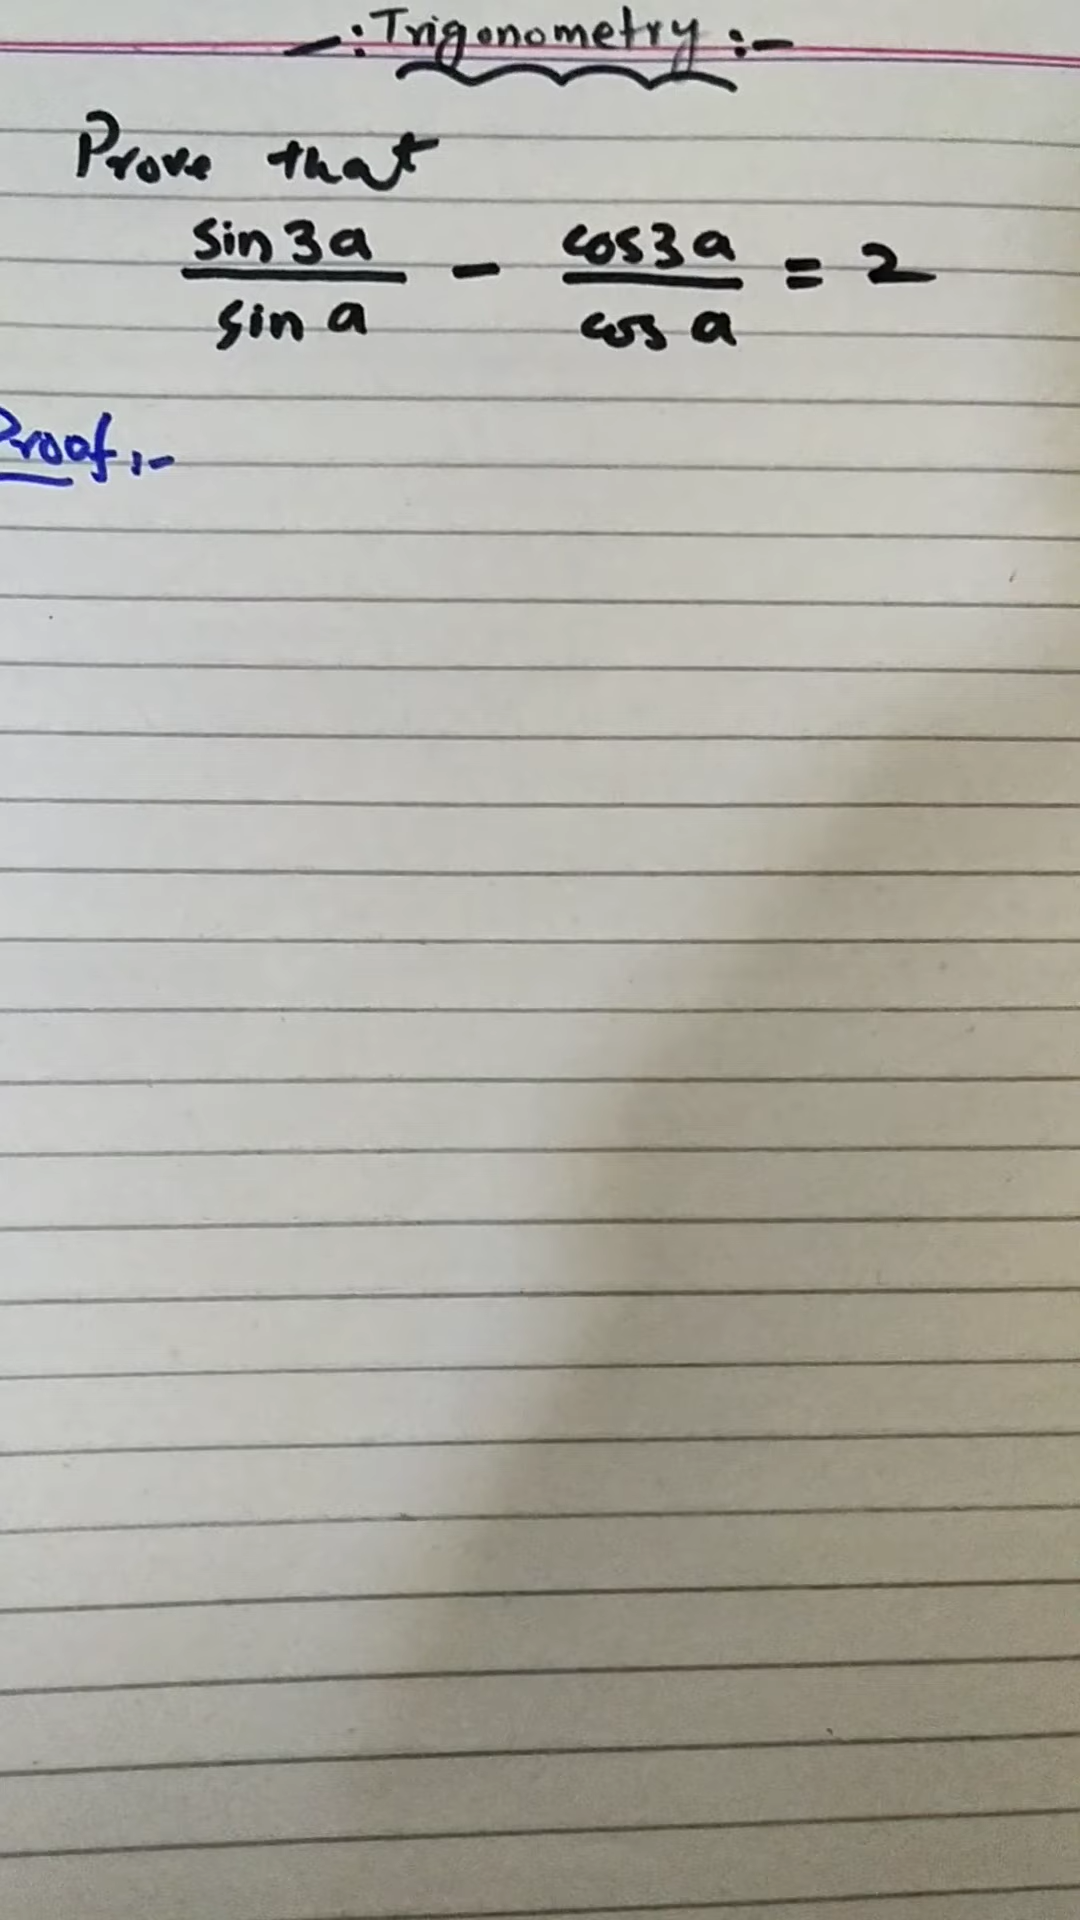 -: Trigonometry :-
Prove that
sin 3a / sin a - cos 3a / cos a = 2
Proof :-